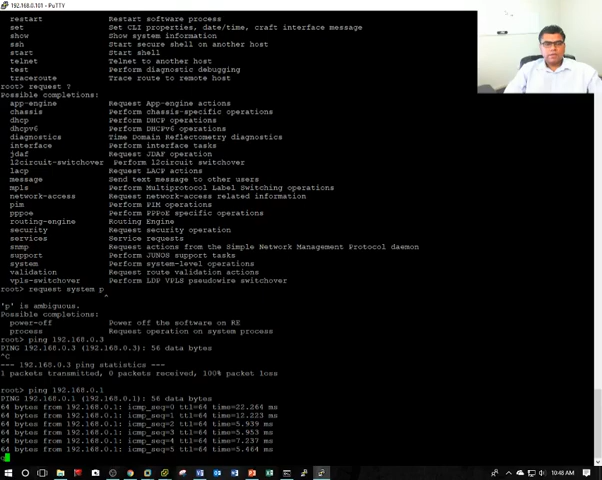 192.168.0.101 - PuTTY
restart Restart software process
set Set CLI properties, date/time, craft interface message
show Show system information
ssh Start secure shell on another host
start Start shell
telnet Telnet to another host
test Perform diagnostic debugging
traceroute Trace route to remote host
root> request ?
Possible completions:
app-engine Request App-engine actions
chassis Perform chassis-specific operations
dhcp Perform DHCP operations
dhcpv6 Perform DHCPv6 operations
diagnostics Time Domain Reflectometry diagnostics
interface Perform interface tasks
jdaf Request JDAF operation
l2circuit-switchover Perform l2circuit switchover
lacp Request LACP actions
message Send text message to other users
mpls Perform Multiprotocol Label Switching operations
network-access Request network-access related information
pim Perform PIM operations
pppoe Perform PPPoE specific operations
routing-engine Routing Engine
security Request security operation
services Service requests
snmp Request actions from the Simple Network Management Protocol daemon
support Perform JUNOS support tasks
system Perform system-level operations
validation Request route validation actions
vpls-switchover Perform LDP VPLS pseudowire switchover
root> request system p
^
'p' is ambiguous.
Possible completions:
power-off Power off the software on RE
process Request operation on system process
root> ping 192.168.0.3
PING 192.168.0.3 (192.168.0.3): 56 data bytes
^C
--- 192.168.0.3 ping statistics ---
1 packets transmitted, 0 packets received, 100% packet loss
root> ping 192.168.0.1
PING 192.168.0.1 (192.168.0.1): 56 data bytes
64 bytes from 192.168.0.1: icmp_seq=0 ttl=64 time=22.264 ms
64 bytes from 192.168.0.1: icmp_seq=1 ttl=64 time=12.223 ms
64 bytes from 192.168.0.1: icmp_seq=2 ttl=64 time=5.939 ms
64 bytes from 192.168.0.1: icmp_seq=3 ttl=64 time=5.953 ms
64 bytes from 192.168.0.1: icmp_seq=4 ttl=64 time=7.237 ms
64 bytes from 192.168.0.1: icmp_seq=5 ttl=64 time=5.464 ms
10:48 AM